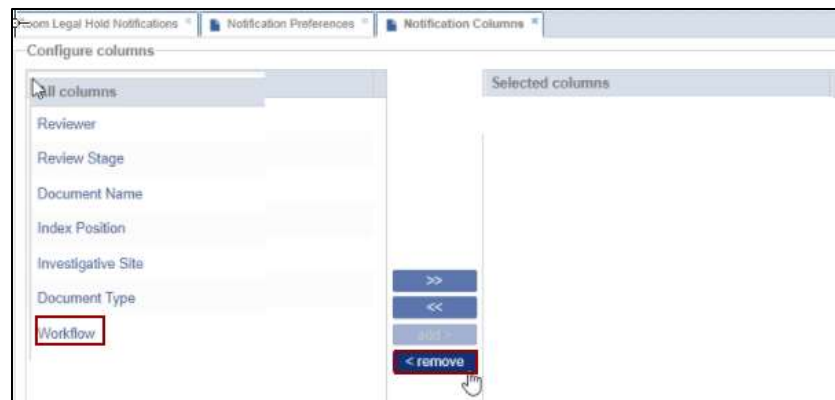 room Legal Hold Notifications Notification Preferences Notification Columns
Configure columns
All columns Selected columns
Reviewer
Review Stage
Document Name
Index Position
Investigative Site
Document Type
Workflow
>>
<<
add >
< remove